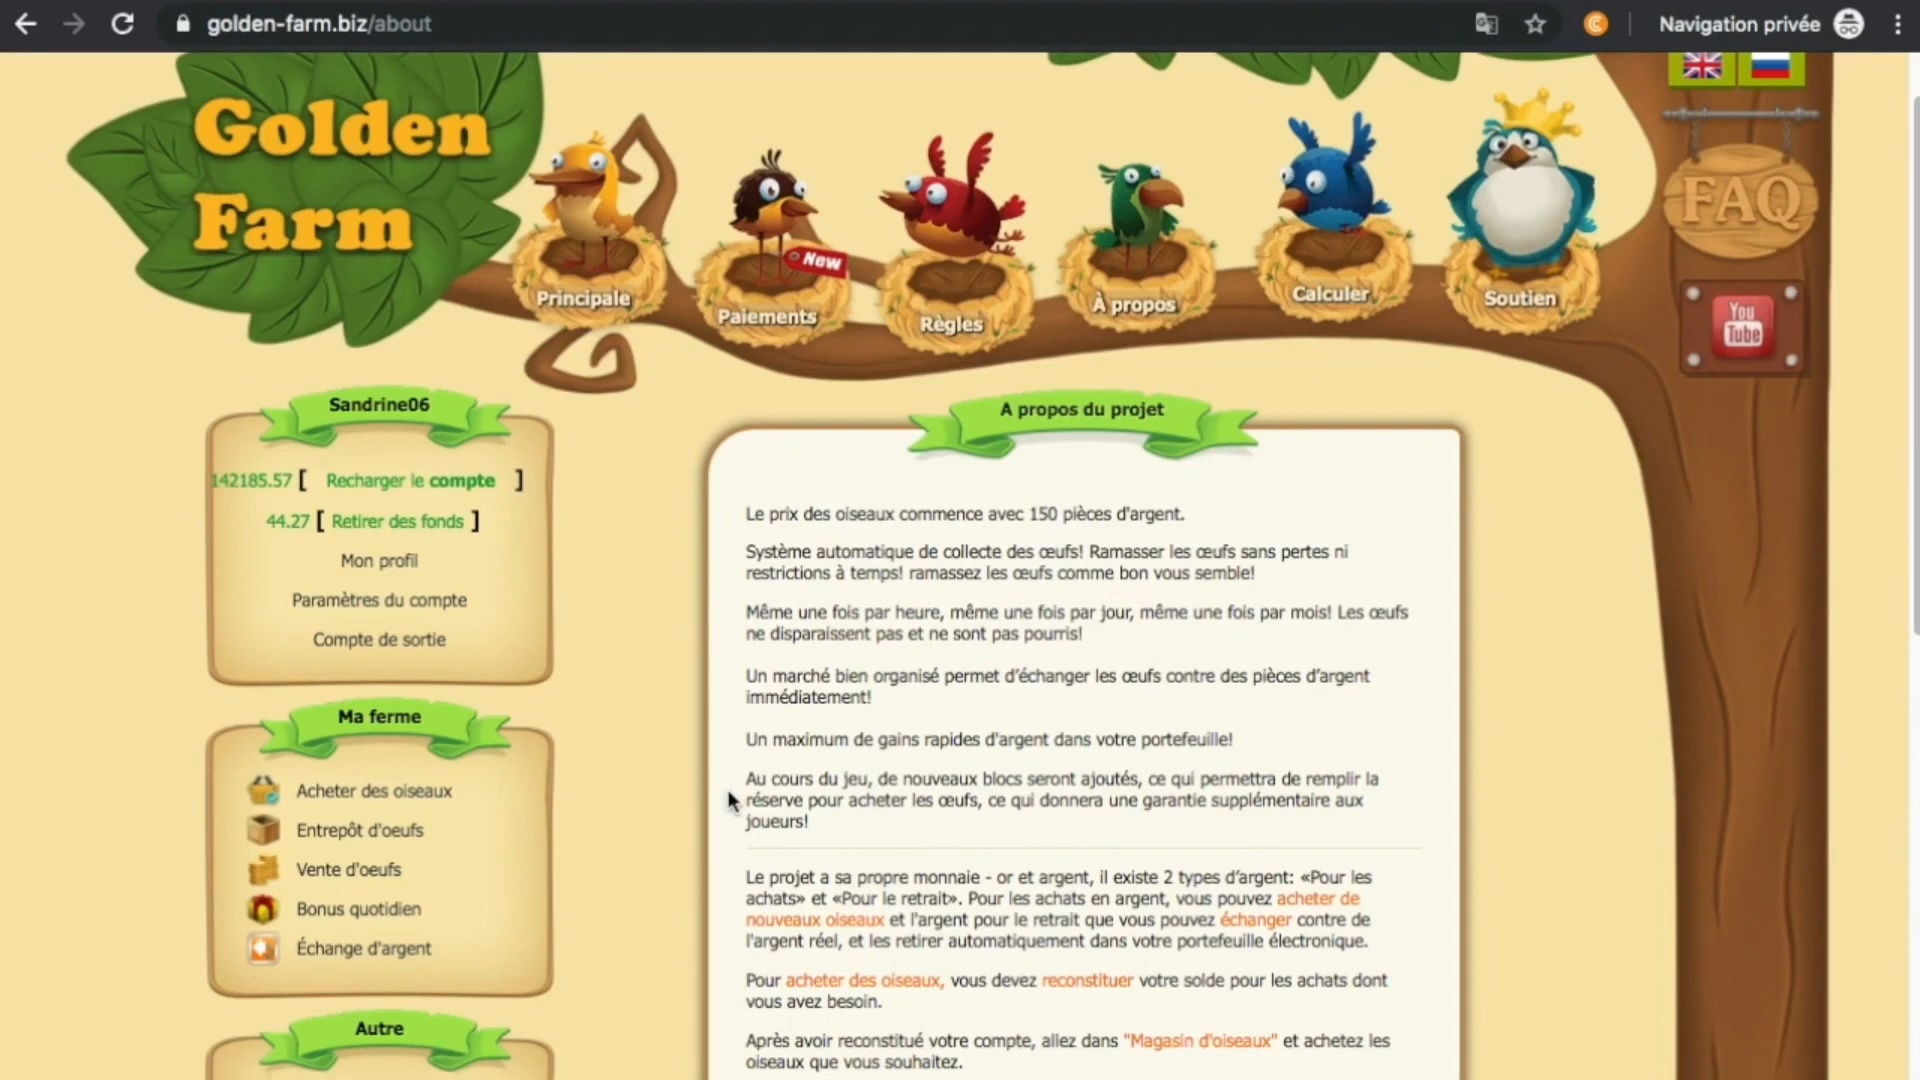 golden-farm.biz/about
Navigation privée
Golden
Farm
Principale
Paiements
New
Règles
À propos
Calculer
Soutien
FAQ
You
Tube
Sandrine06
142185.57 [ Recharger le compte ]
44.27 [ Retirer des fonds ]
Mon profil
Paramètres du compte
Compte de sortie
Ma ferme
Acheter des oiseaux
Entrepôt d'oeufs
Vente d'oeufs
Bonus quotidien
Échange d'argent
Autre
A propos du projet
Le prix des oiseaux commence avec 150 pièces d'argent.
Système automatique de collecte des œufs! Ramasser les œufs sans pertes ni
restrictions à temps! ramassez les œufs comme bon vous semble!
Même une fois par heure, même une fois par jour, même une fois par mois! Les œufs
ne disparaissent pas et ne sont pas pourris!
Un marché bien organisé permet d’échanger les œufs contre des pièces d’argent
immédiatement!
Un maximum de gains rapides d'argent dans votre portefeuille!
Au cours du jeu, de nouveaux blocs seront ajoutés, ce qui permettra de remplir la
réserve pour acheter les œufs, ce qui donnera une garantie supplémentaire aux
joueurs!
Le projet a sa propre monnaie - or et argent, il existe 2 types d’argent: «Pour les
achats» et «Pour le retrait». Pour les achats en argent, vous pouvez acheter de
nouveaux oiseaux et l'argent pour le retrait que vous pouvez échanger contre de
l'argent réel, et les retirer automatiquement dans votre portefeuille électronique.
Pour acheter des oiseaux, vous devez reconstituer votre solde pour les achats dont
vous avez besoin.
Après avoir reconstitué votre compte, allez dans "Magasin d'oiseaux" et achetez les
oiseaux que vous souhaitez.